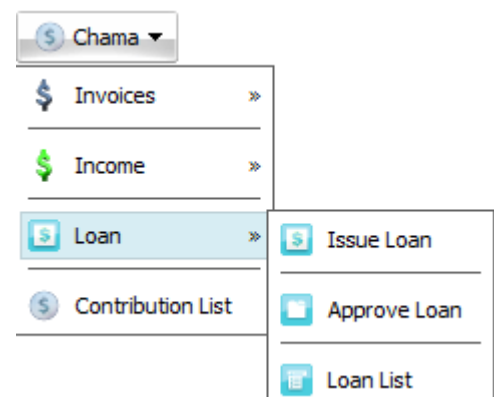 Chama
Invoices »
Income »
Loan »
Issue Loan
Approve Loan
Loan List
Contribution List